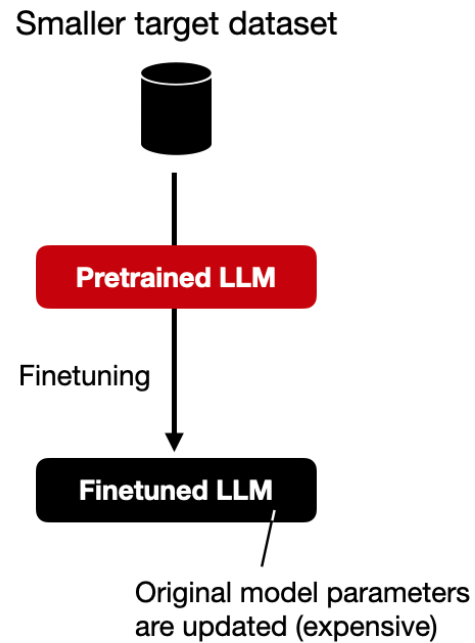 Smaller target dataset
Pretrained LLM
Finetuning
Finetuned LLM
Original model parameters
are updated (expensive)